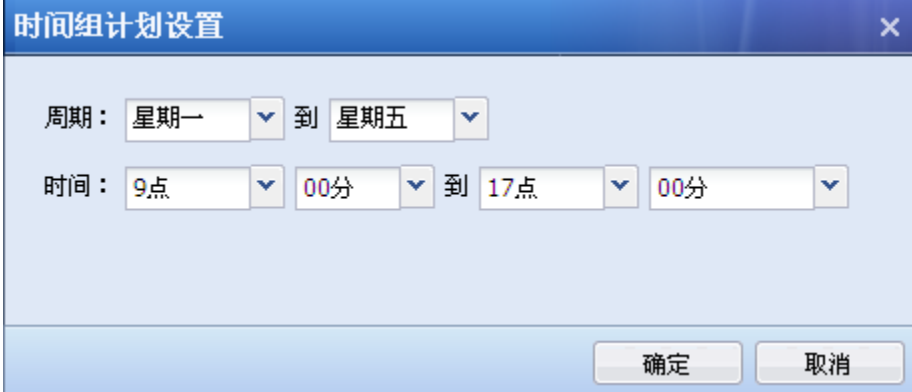 时间组计划设置
周期： 星期一 到 星期五
时间： 9点 00分 到 17点 00分
确定 取消